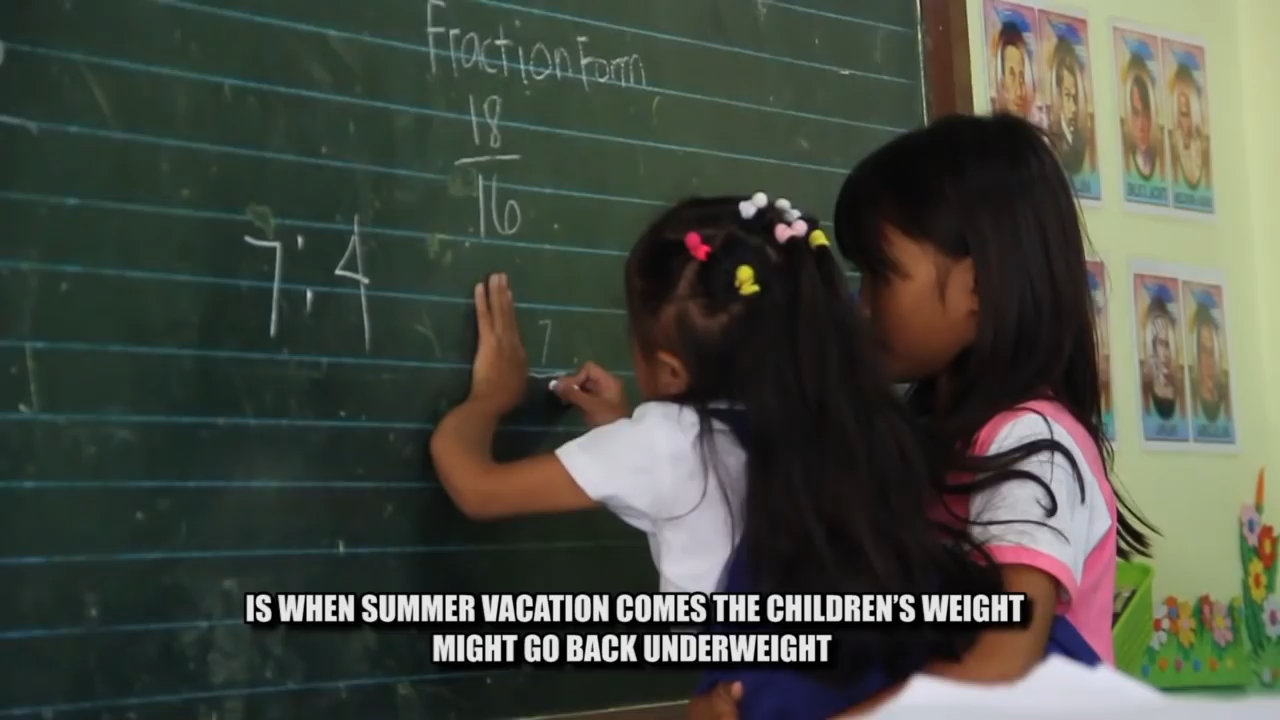 Fraction Form
18
16
7:4
7
IS WHEN SUMMER VACATION COMES THE CHILDREN'S WEIGHT
MIGHT GO BACK UNDERWEIGHT